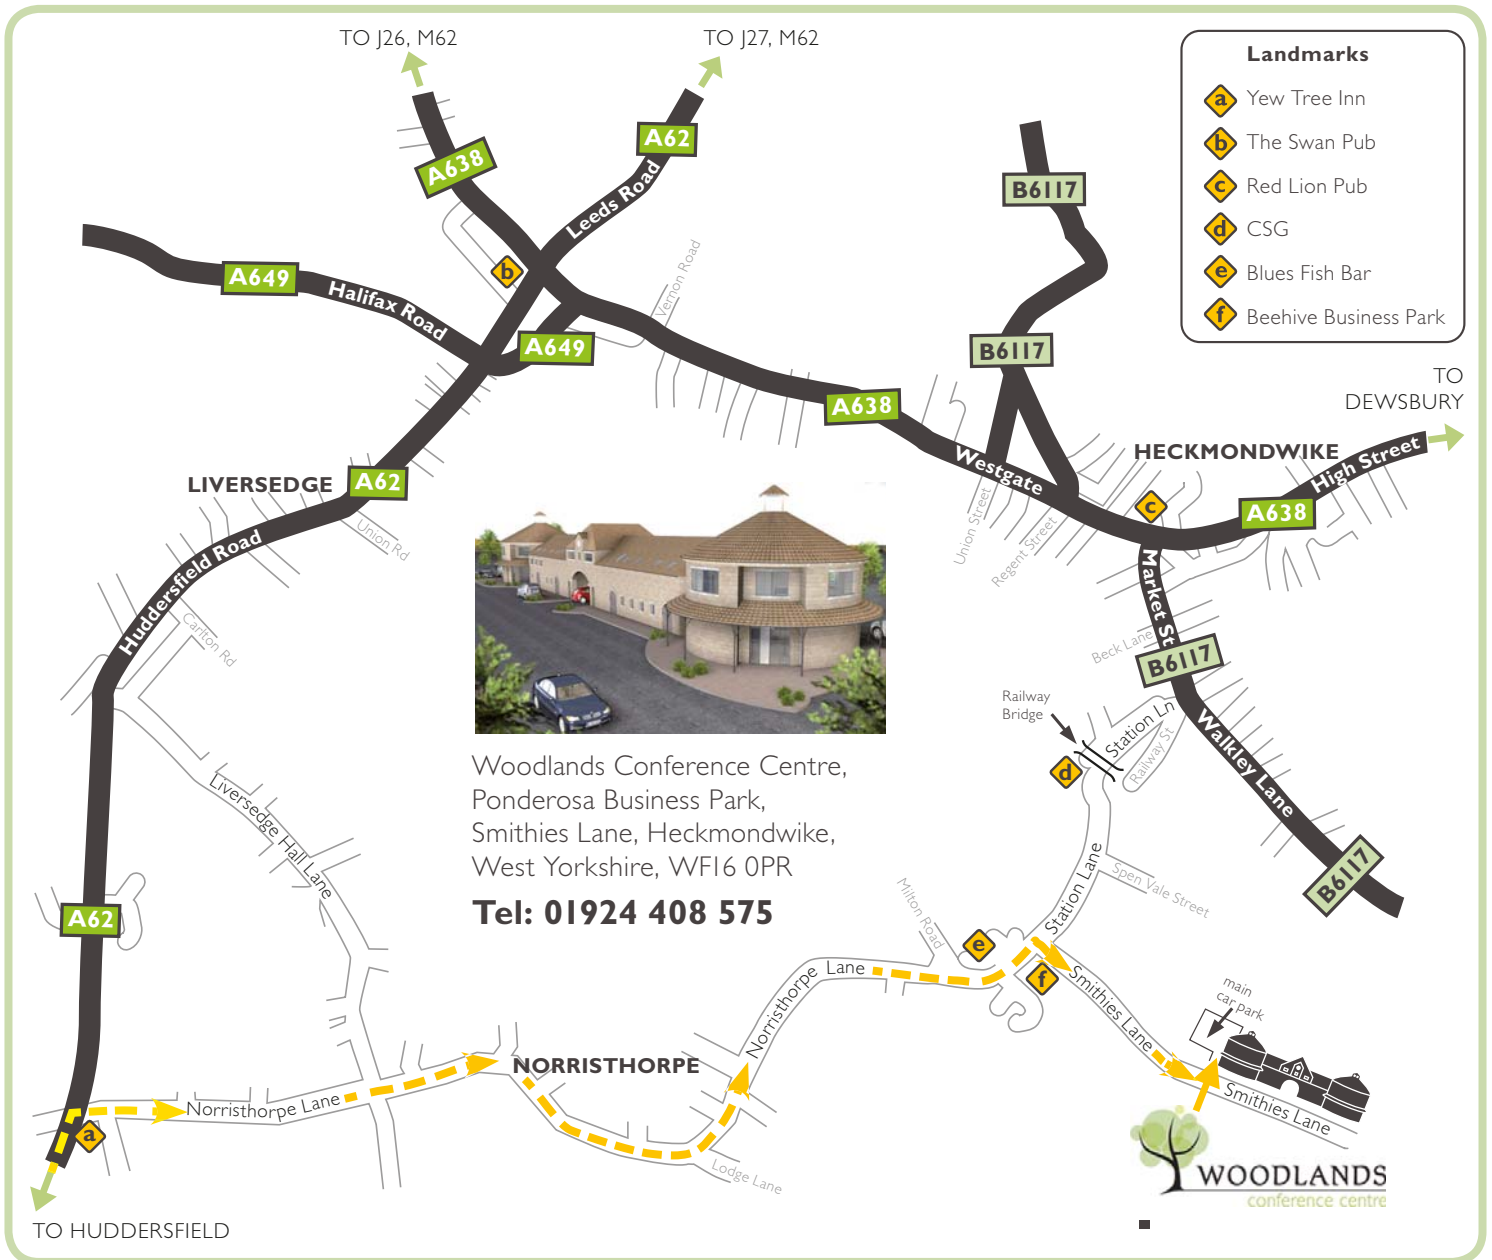 TO J26, M62
TO J27, M62
Landmarks
a Yew Tree Inn
b The Swan Pub
c Red Lion Pub
d CSG
e Blues Fish Bar
f Beehive Business Park
A638
A62
Leeds Road
B6117
A649
Halifax Road
b
Vernon Road
A649
B6117
A638
TO
DEWSBURY
HECKMONDWIKE
High Street
Westgate
LIVERSEDGE
A62
c
A638
Union Street
Regent Street
Union Rd
Huddersfield Road
Market St
Carlton Rd
Beck Lane
B6117
Railway
Bridge
Station Ln
Railway St
Walkley Lane
d
Woodlands Conference Centre,
Ponderosa Business Park,
Smithies Lane, Heckmondwike,
West Yorkshire, WF16 0PR
Tel: 01924 408 575
Liversedge Hall Lane
B6117
Station Lane
Spen Vale Street
Milton Road
A62
e
Norristhorpe Lane
f
Smithies Lane
main
car park
Norristhorpe Lane
NORRISTHORPE
Norristhorpe Lane
Smithies Lane
a
Lodge Lane
WOODLANDS
conference centre
TO HUDDERSFIELD